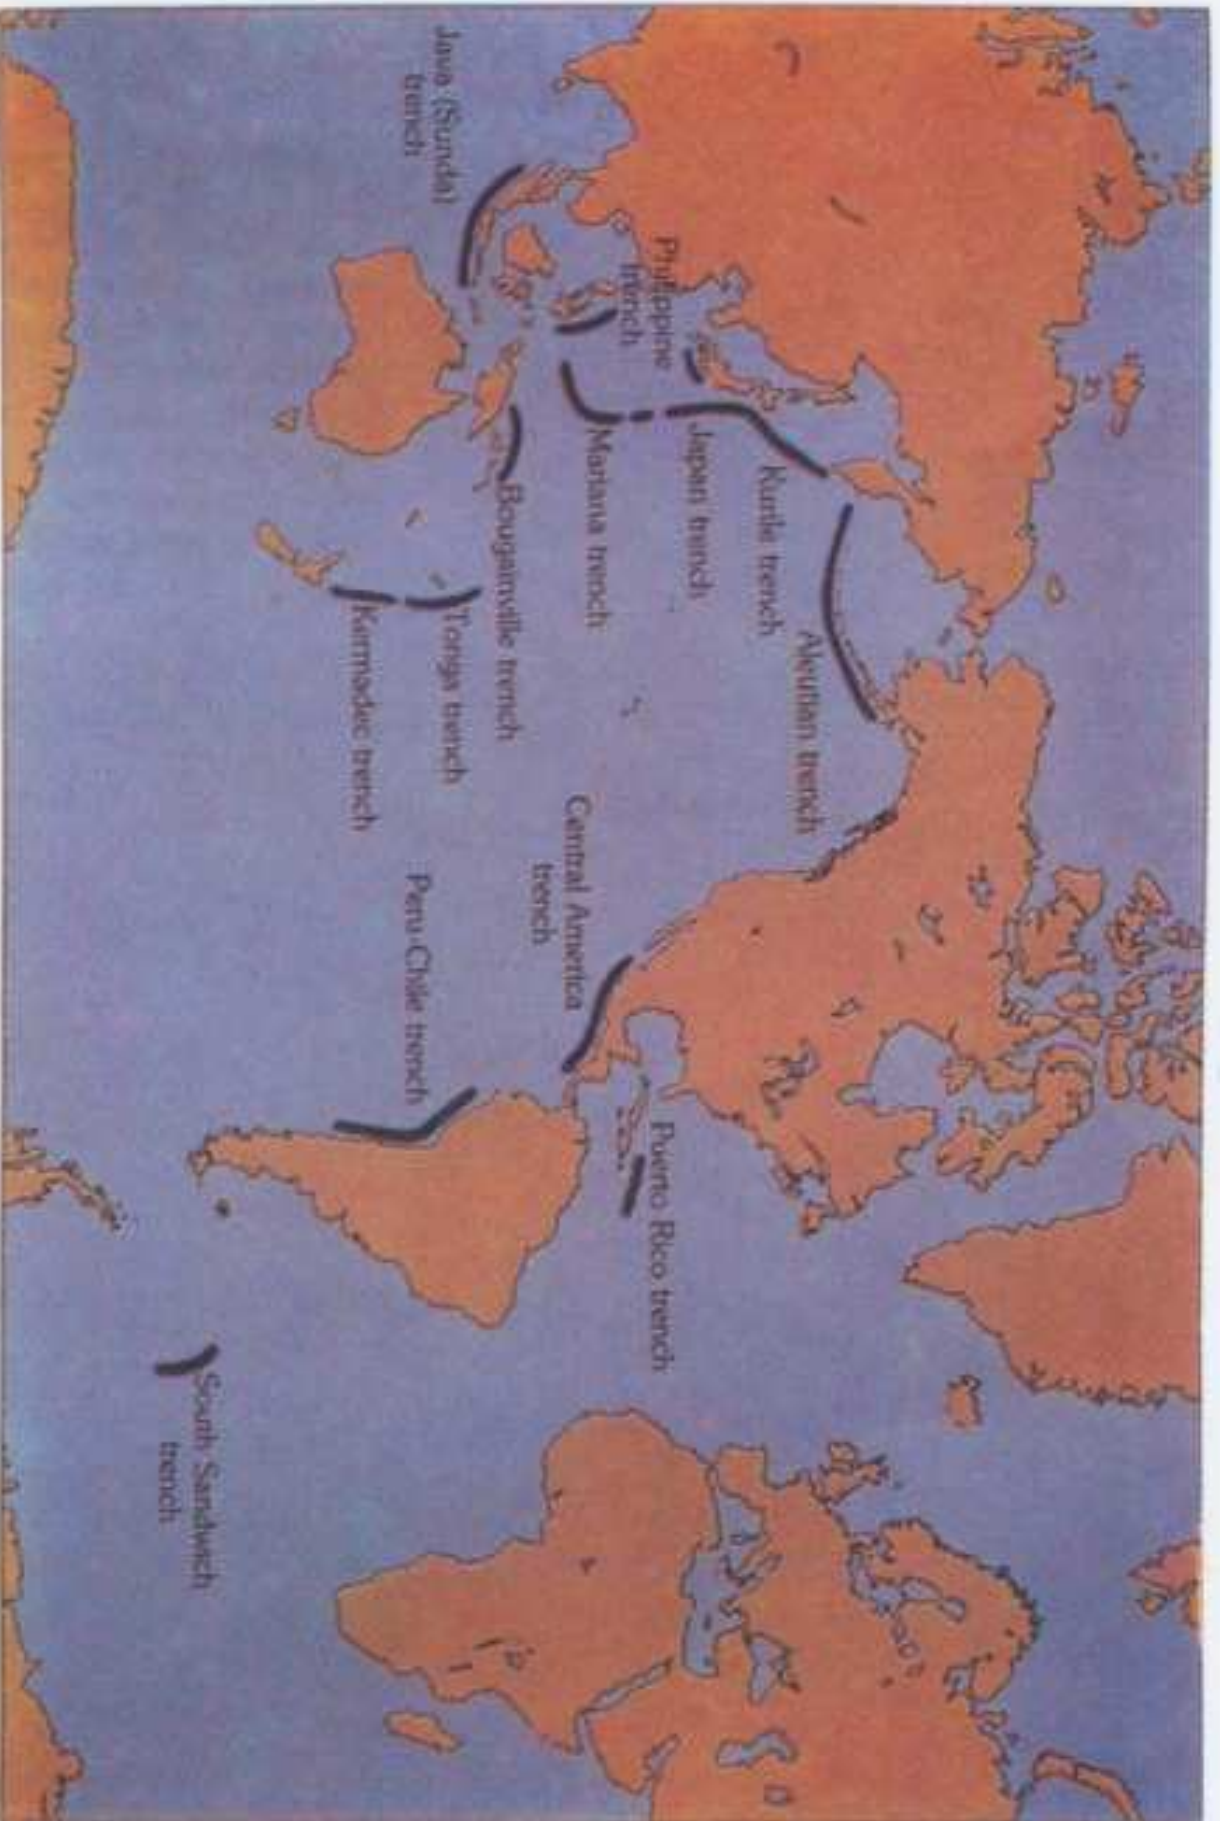 Aleutian trench
Kurile trench
Japan trench
Philippine
trench
Mariana trench
Bougainville trench
Java (Sunda)
trench
Tonga trench
Kermadec trench
Central America
trench
Puerto Rico trench
Peru-Chile trench
South Sandwich
trench